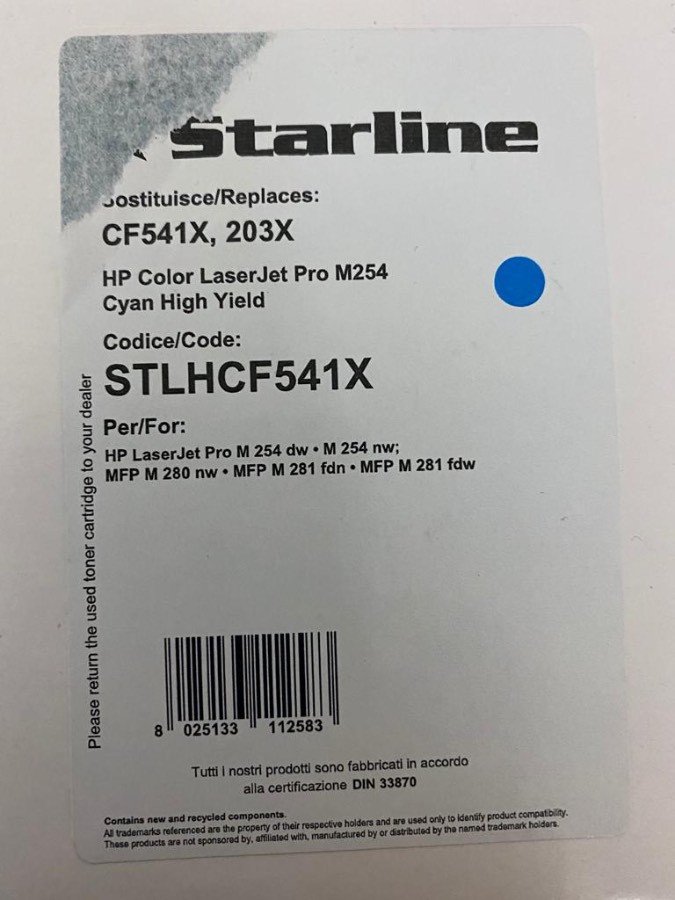 Starline
Sostituisce/Replaces:
CF541X, 203X
HP Color LaserJet Pro M254
Cyan High Yield
Codice/Code:
STLHCF541X
Per/For:
HP LaserJet Pro M 254 dw • M 254 nw;
MFP M 280 nw • MFP M 281 fdn • MFP M 281 fdw
Please return the used toner cartridge to your dealer
8 025133 112583
Tutti i nostri prodotti sono fabbricati in accordo
alla certificazione DIN 33870
Contains new and recycled components.
All trademarks referenced are the property of their respective holders and are used only to identify product compatibility.
These products are not sponsored by, affiliated with, manufactured by or distributed by the named trademark holders.